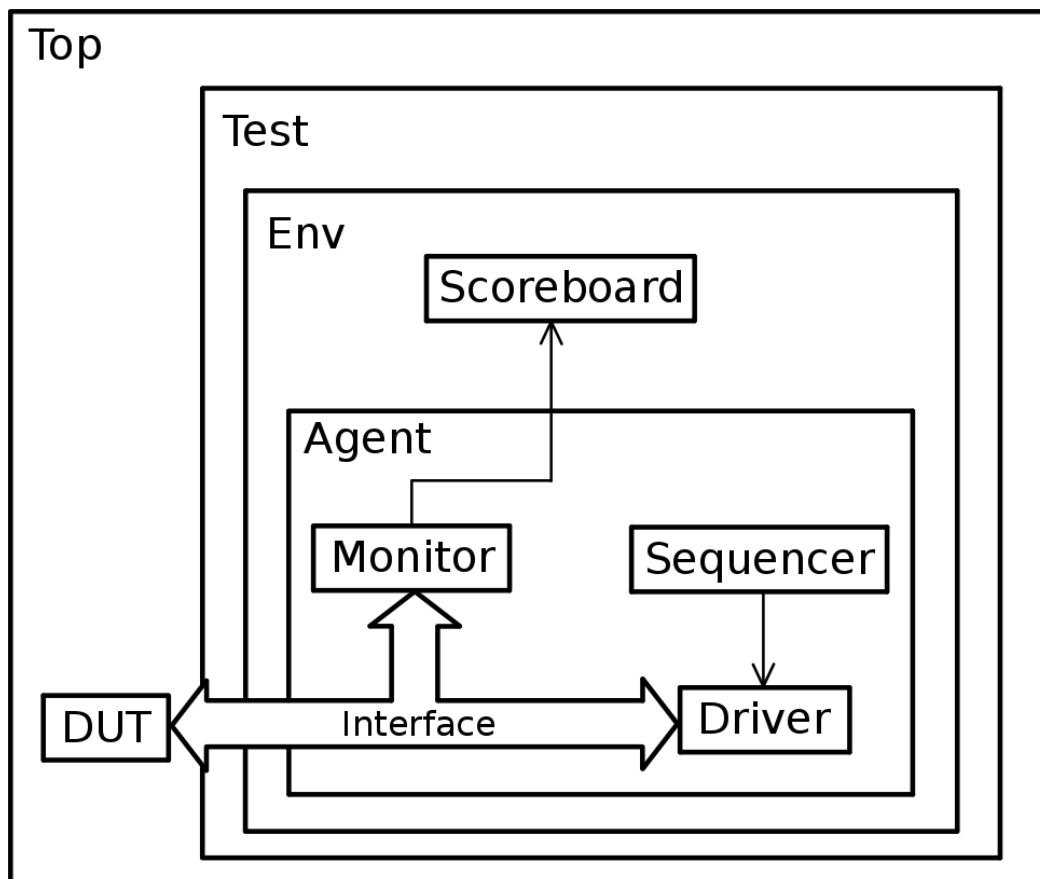 Top
Test
Env
Scoreboard
Agent
Monitor
Sequencer
DUT
Interface
Driver